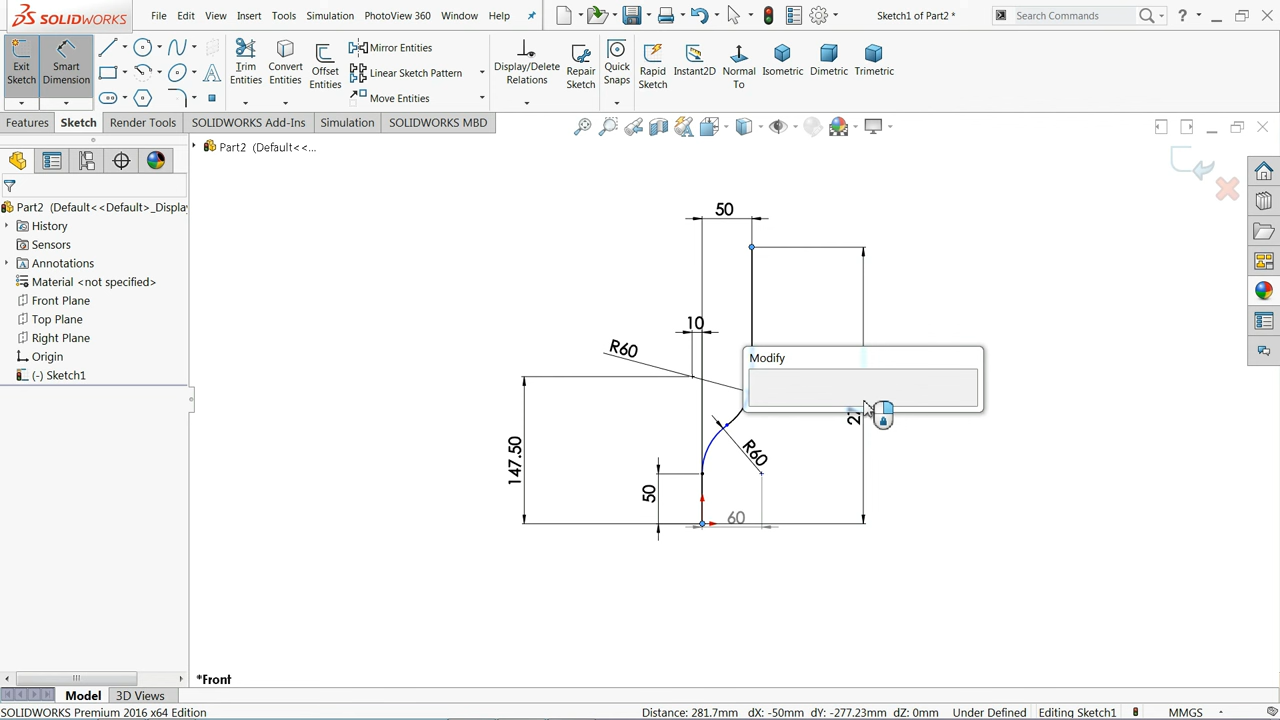 SOLIDWORKS
File Edit View Insert Tools Simulation PhotoView 360 Window Help
Sketch1 of Part2 *
Search Commands
Exit Sketch
Smart Dimension
Trim Entities
Convert Entities
Offset Entities
Mirror Entities
Linear Sketch Pattern
Move Entities
Display/Delete Relations
Repair Sketch
Quick Snaps
Rapid Sketch
Instant2D
Normal To
Isometric
Dimetric
Trimetric
Features Sketch Render Tools SOLIDWORKS Add-Ins Simulation SOLIDWORKS MBD
Part2 (Default<<...
Part2 (Default<<Default>_Display
History
Sensors
Annotations
Material <not specified>
Front Plane
Top Plane
Right Plane
Origin
(-) Sketch1
50
10
R60
Modify
147.50
R60
50
60
*Front
Model 3D Views
SOLIDWORKS Premium 2016 x64 Edition
Distance: 281.7mm dX: -50mm dY: -277.23mm dZ: 0mm Under Defined Editing Sketch1 MMGS